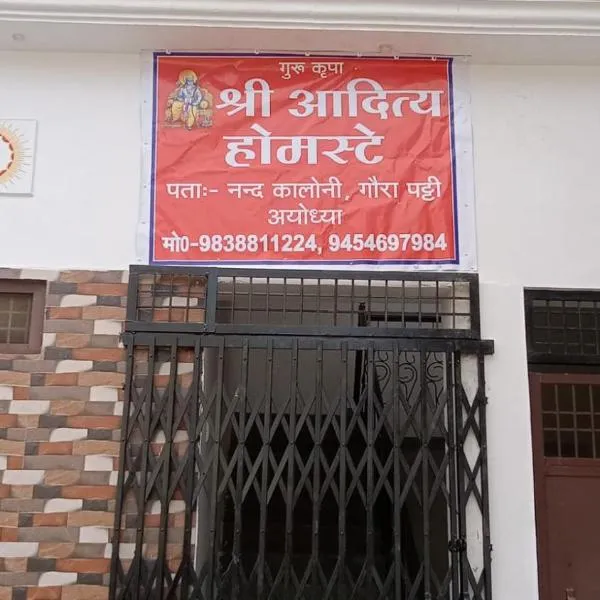 गुरू कृपा
श्री आदित्य
होमस्टे
पताः- नन्द कालोनी, गौरा पट्टी
अयोध्या
मो0-9838811224, 9454697984